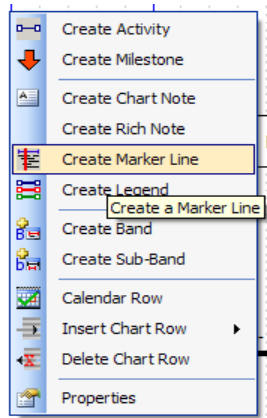 Create Activity
Create Milestone
Create Chart Note
Create Rich Note
Create Marker Line
Create Legend
Create a Marker Line
Create Band
Create Sub-Band
Calendar Row
Insert Chart Row
Delete Chart Row
Properties